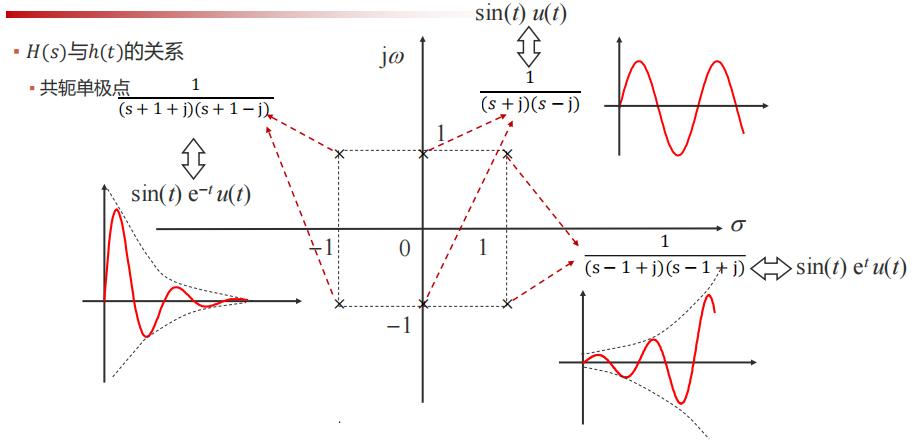 sin(t) u(t)
▪ H(s)与h(t)的关系
jω
▪ 共轭单极点
1
(s + 1 + j)(s + 1 − j)
1
(s + j)(s − j)
1
sin(t) e⁻ᵗ u(t)
σ
−1
0
1
1
(s − 1 + j)(s − 1 + j)
sin(t) eᵗ u(t)
−1